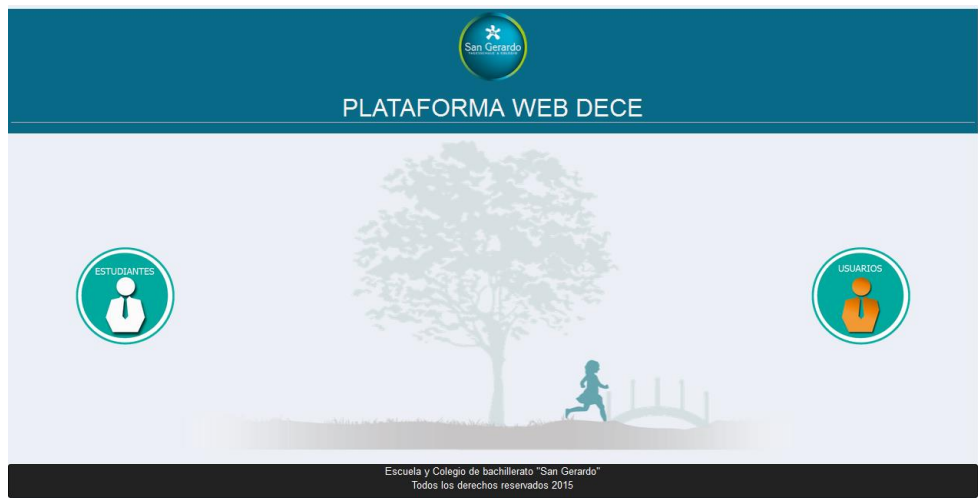 San Gerardo
PLATAFORMA WEB DECE
ESTUDIANTES
USUARIOS
Escuela y Colegio de bachillerato "San Gerardo"
Todos los derechos reservados 2015